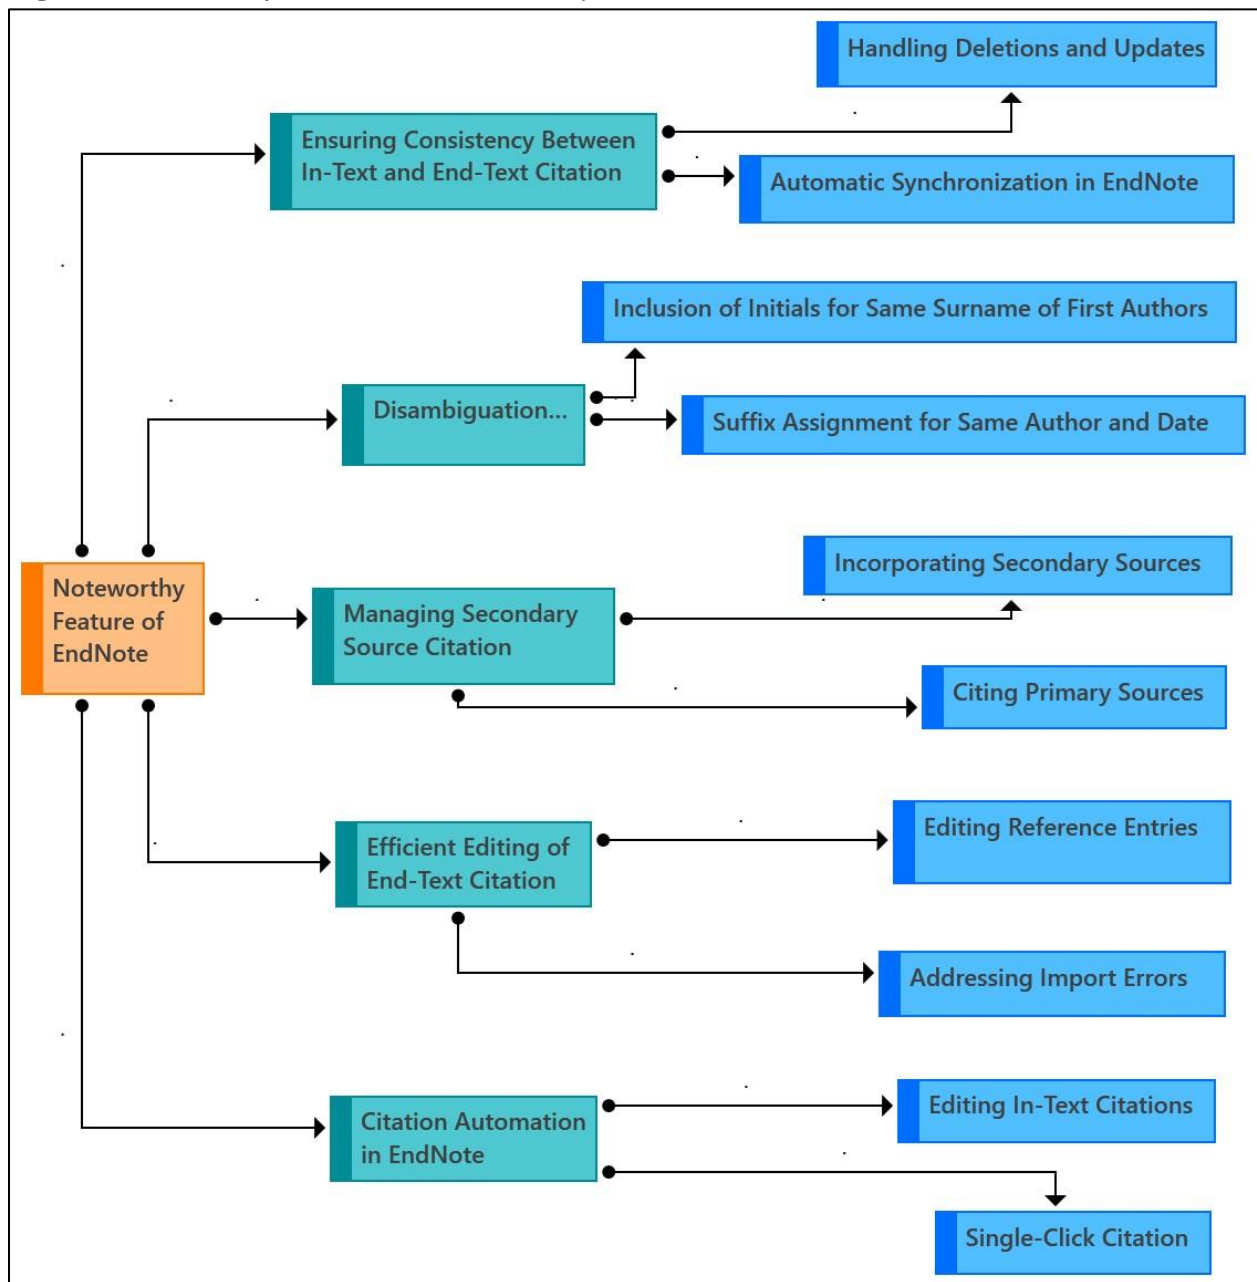 Handling Deletions and Updates
Ensuring Consistency Between
In-Text and End-Text Citation
Automatic Synchronization in EndNote
Inclusion of Initials for Same Surname of First Authors
Disambiguation...
Suffix Assignment for Same Author and Date
Noteworthy
Feature of
EndNote
Managing Secondary
Source Citation
Incorporating Secondary Sources
Citing Primary Sources
Efficient Editing of
End-Text Citation
Editing Reference Entries
Addressing Import Errors
Citation Automation
in EndNote
Editing In-Text Citations
Single-Click Citation